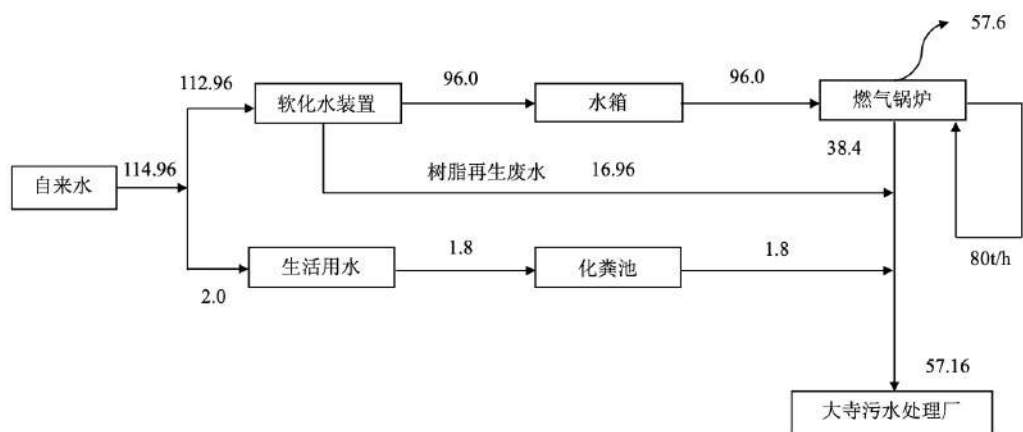 57.6
112.96
96.0
96.0
软化水装置
水箱
燃气锅炉
38.4
114.96
树脂再生废水
16.96
自来水
1.8
1.8
生活用水
化粪池
80t/h
2.0
57.16
大寺污水处理厂